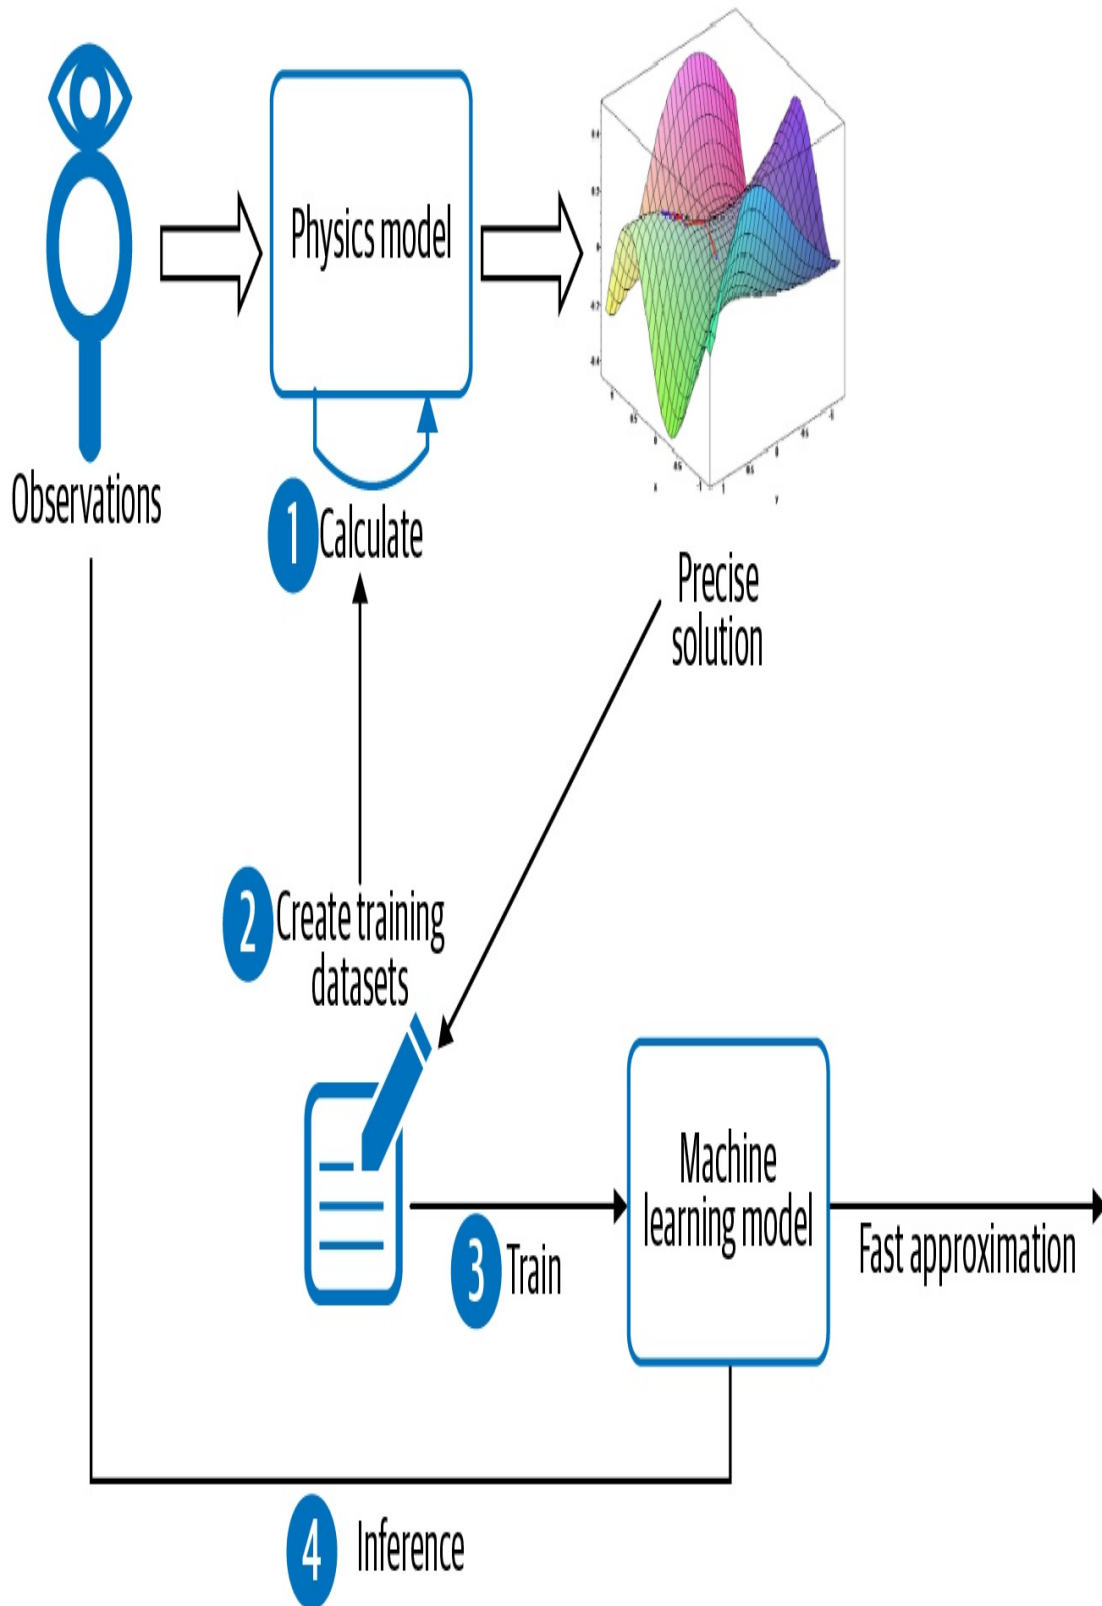 Physics model
Observations
1 Calculate
Precise
solution
2 Create training
datasets
Machine
learning model
3 Train
Fast approximation
4 Inference